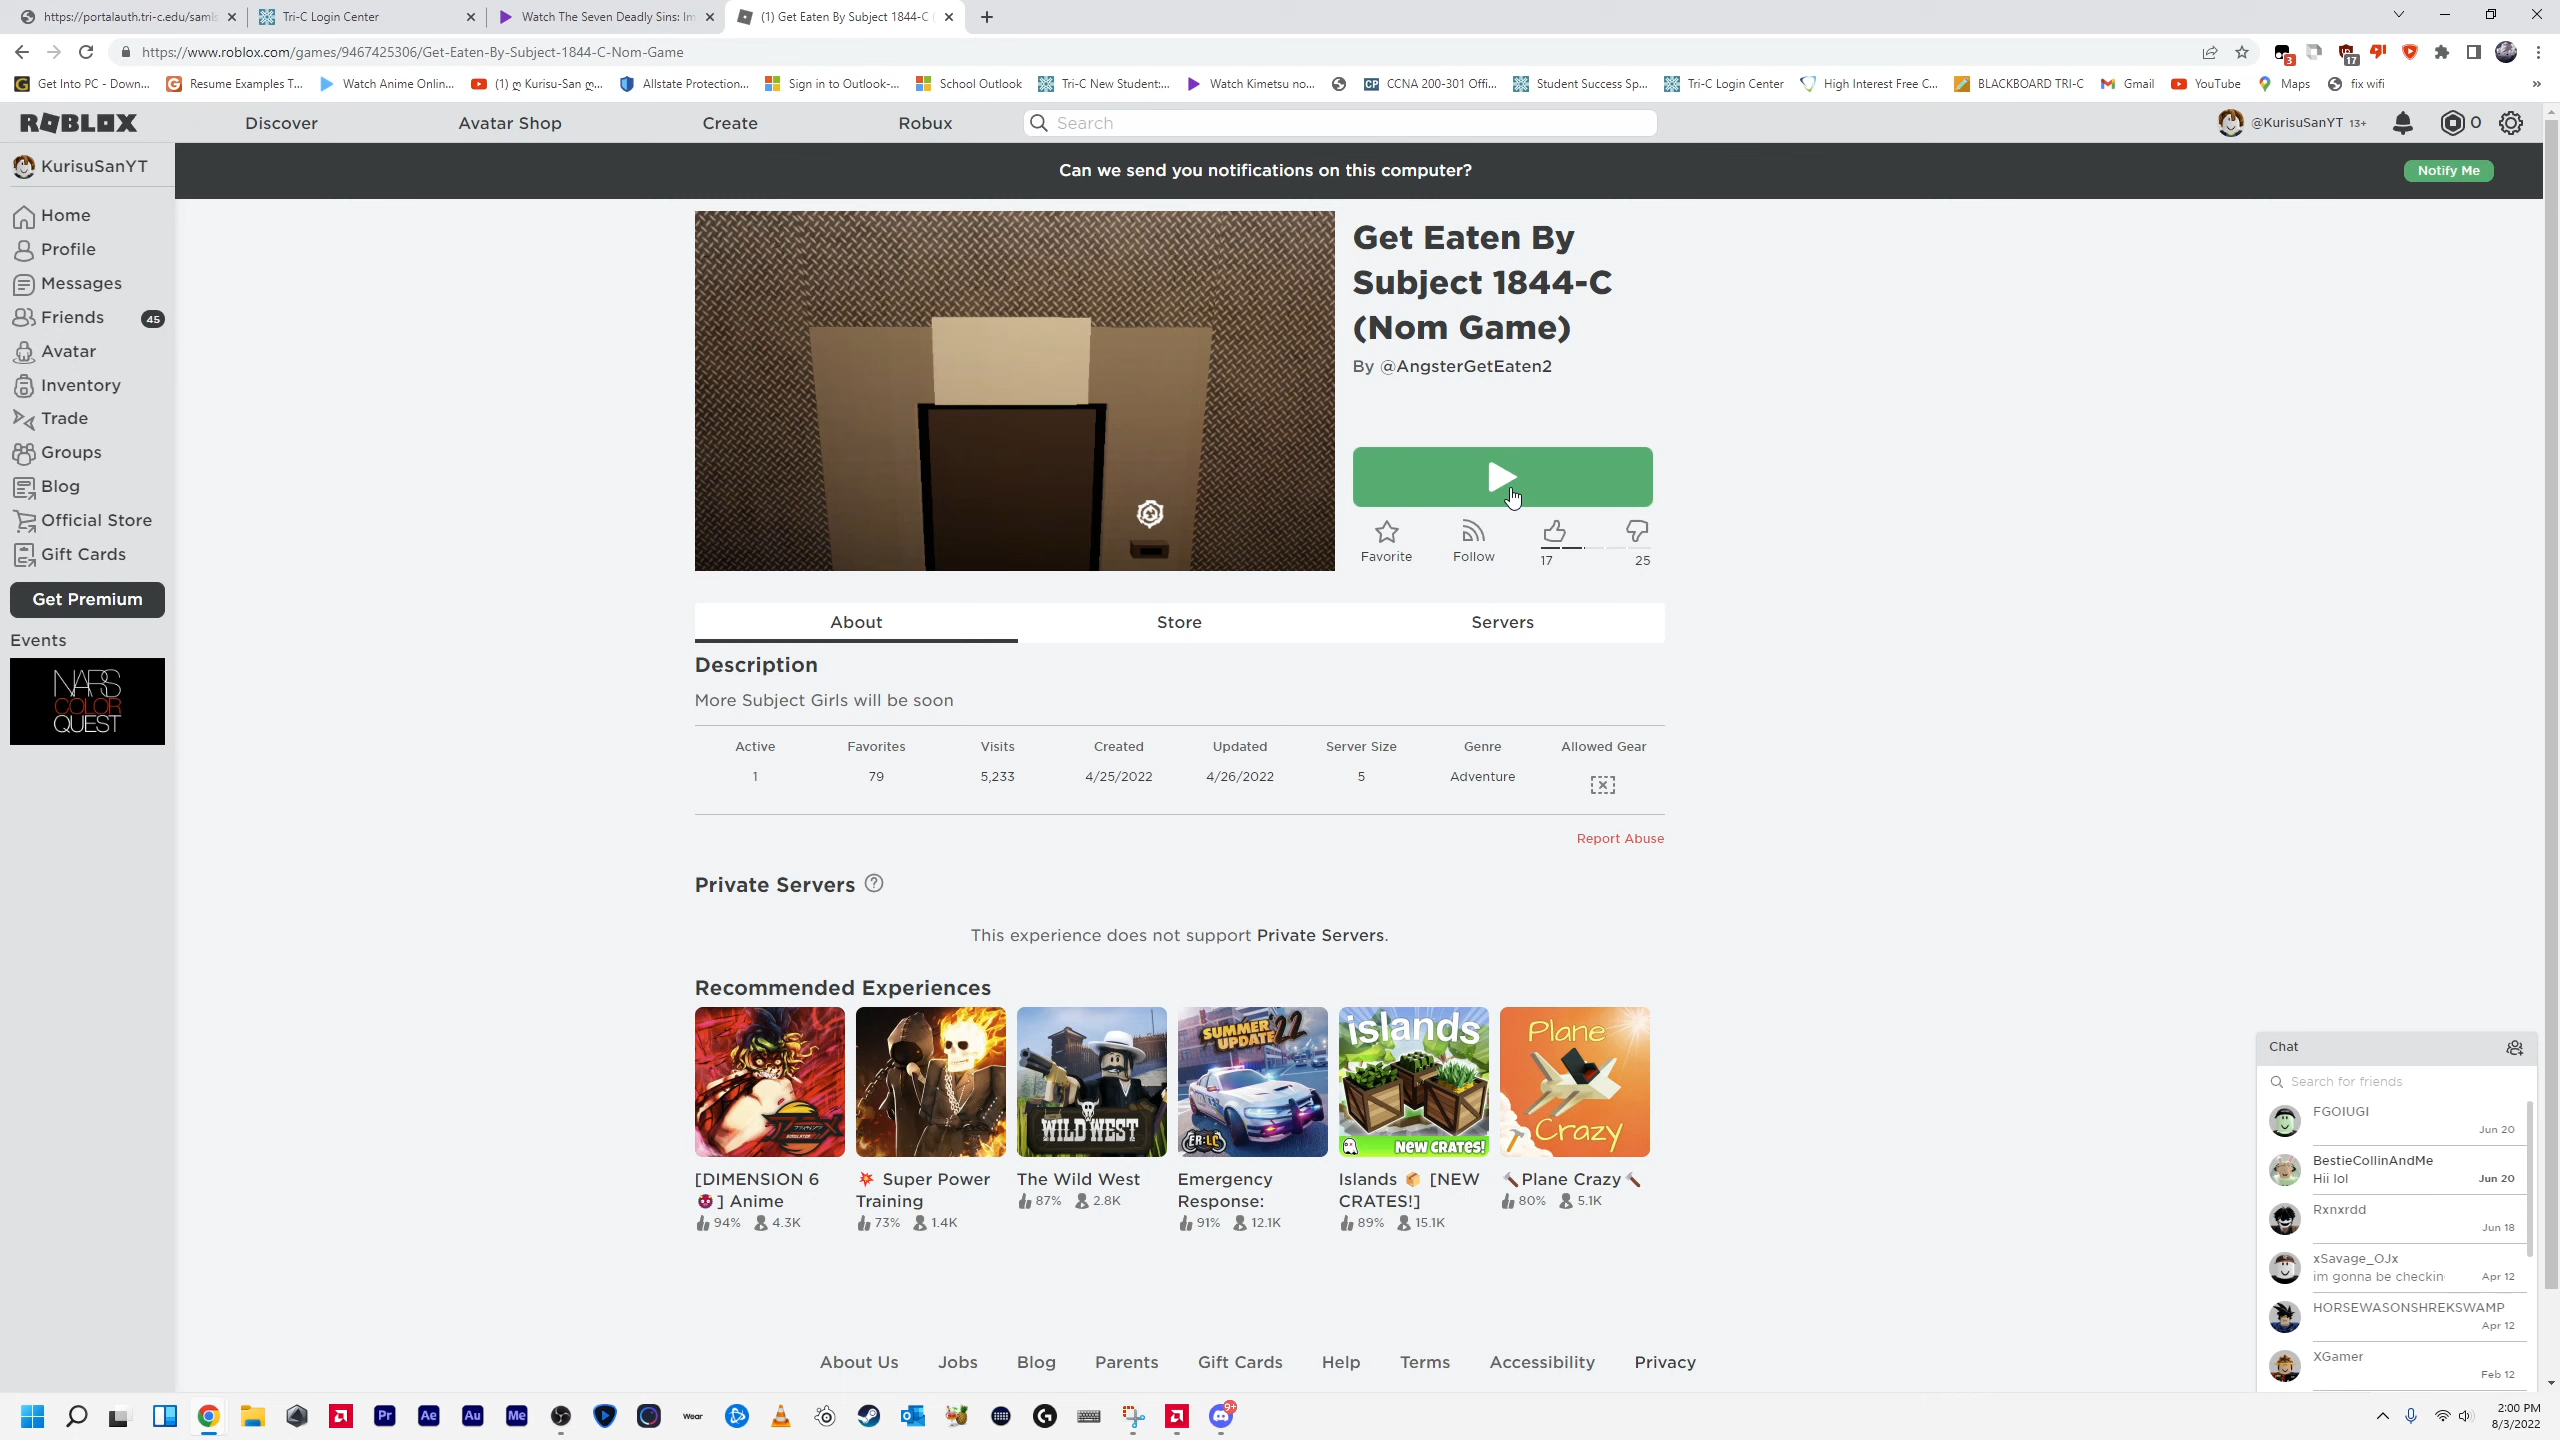 https://portalauth.tri-c.edu/samls
Tri-C Login Center
Watch The Seven Deadly Sins: Im
(1) Get Eaten By Subject 1844-C (
https://www.roblox.com/games/9467425306/Get-Eaten-By-Subject-1844-C-Nom-Game
3
17
Get Into PC - Down...
Resume Examples T...
Watch Anime Onlin...
(1) ღ Kurisu-San ღ...
Allstate Protection...
Sign in to Outlook-...
School Outlook
Tri-C New Student:...
Watch Kimetsu no...
CCNA 200-301 Offi...
Student Success Sp...
Tri-C Login Center
High Interest Free C...
BLACKBOARD TRI-C
Gmail
YouTube
Maps
fix wifi
»
ROBLOX
Discover
Avatar Shop
Create
Robux
Search
@KurisuSanYT 13+
0
KurisuSanYT
Can we send you notifications on this computer?
Notify Me
Home
Profile
Messages
Friends
45
Avatar
Inventory
Trade
Groups
Blog
Official Store
Gift Cards
Get Premium
Events
NARS
COLOR
QUEST
Get Eaten By
Subject 1844-C
(Nom Game)
By @AngsterGetEaten2
Favorite
Follow
17
25
About
Store
Servers
Description
More Subject Girls will be soon
Active
Favorites
Visits
Created
Updated
Server Size
Genre
Allowed Gear
1
79
5,233
4/25/2022
4/26/2022
5
Adventure
Report Abuse
Private Servers
This experience does not support Private Servers.
Recommended Experiences
WILD WEST
SUMMER
UPDATE '22
ER:LC
islands
NEW CRATES!
Plane
Crazy
[DIMENSION 6
👹] Anime
94% 4.3K
💥 Super Power
Training
73% 1.4K
The Wild West
87% 2.8K
Emergency
Response:
91% 12.1K
Islands 📦 [NEW
CRATES!]
89% 15.1K
🔨Plane Crazy🔨
80% 5.1K
About Us
Jobs
Blog
Parents
Gift Cards
Help
Terms
Accessibility
Privacy
Chat
Search for friends
FGOIUGI
Jun 20
BestieCollinAndMe
Hii lol
Jun 20
Rxnxrdd
Jun 18
xSavage_OJx
im gonna be checkin
Apr 12
HORSEWASONSHREKSWAMP
Apr 12
XGamer
Feb 12
Pr
Ae
Au
Me
Wear
9+
2:00 PM
8/3/2022